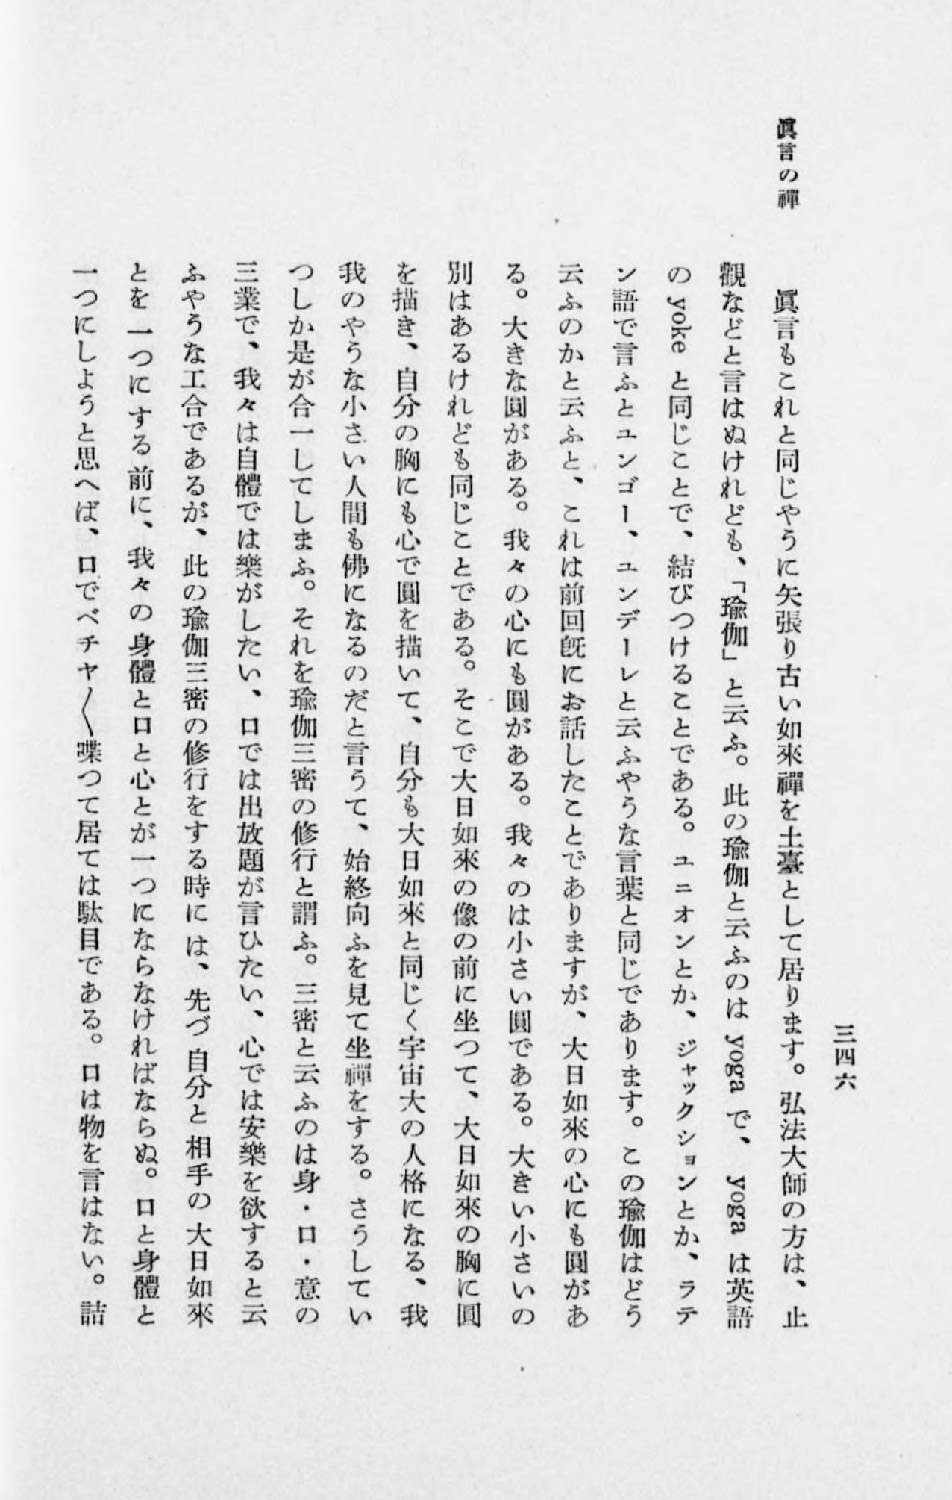 三四六
眞言の禪
眞言もこれと同じやうに矢張り古い如來禪を土臺として居ります。弘法大師の方は、止
觀などと言はぬけれども、「瑜伽」と云ふ。此の瑜伽と云ふのは yoga で、 yoga は英語
の yoke と同じことで、結びつけることである。ユニオンとか、ジャックションとか、ラテ
ン語で言ふとユンゴー、ユンデーレと云ふやうな言葉と同じであります。この瑜伽はどう
云ふのかと云ふと、これは前回旣にお話したことでありますが、大日如來の心にも圓があ
る。大きな圓がある。我々の心にも圓がある。我々のは小さい圓である。大きい小さいの
別はあるけれども同じことである。そこで大日如來の像の前に坐つて、大日如來の胸に圓
を描き、自分の胸にも心で圓を描いて、自分も大日如來と同じく宇宙大の人格になる、我
我のやうな小さい人間も佛になるのだと言うて、始終向ふを見て坐禪をする。さうしてい
つしか是が合一してしまふ。それを瑜伽三密の修行と謂ふ。三密と云ふのは身・口・意の
三業で、我々は自體では樂がしたい、口では出放題が言ひたい、心では安樂を欲すると云
ふやうな工合であるが、此の瑜伽三密の修行をする時には、先づ自分と相手の大日如來
とを一つにする前に、我々の身體と口と心とが一つにならなければならぬ。口と身體と
一つにしようと思へば、口でベチヤ〱喋つて居ては駄目である。口は物を言はない。詰